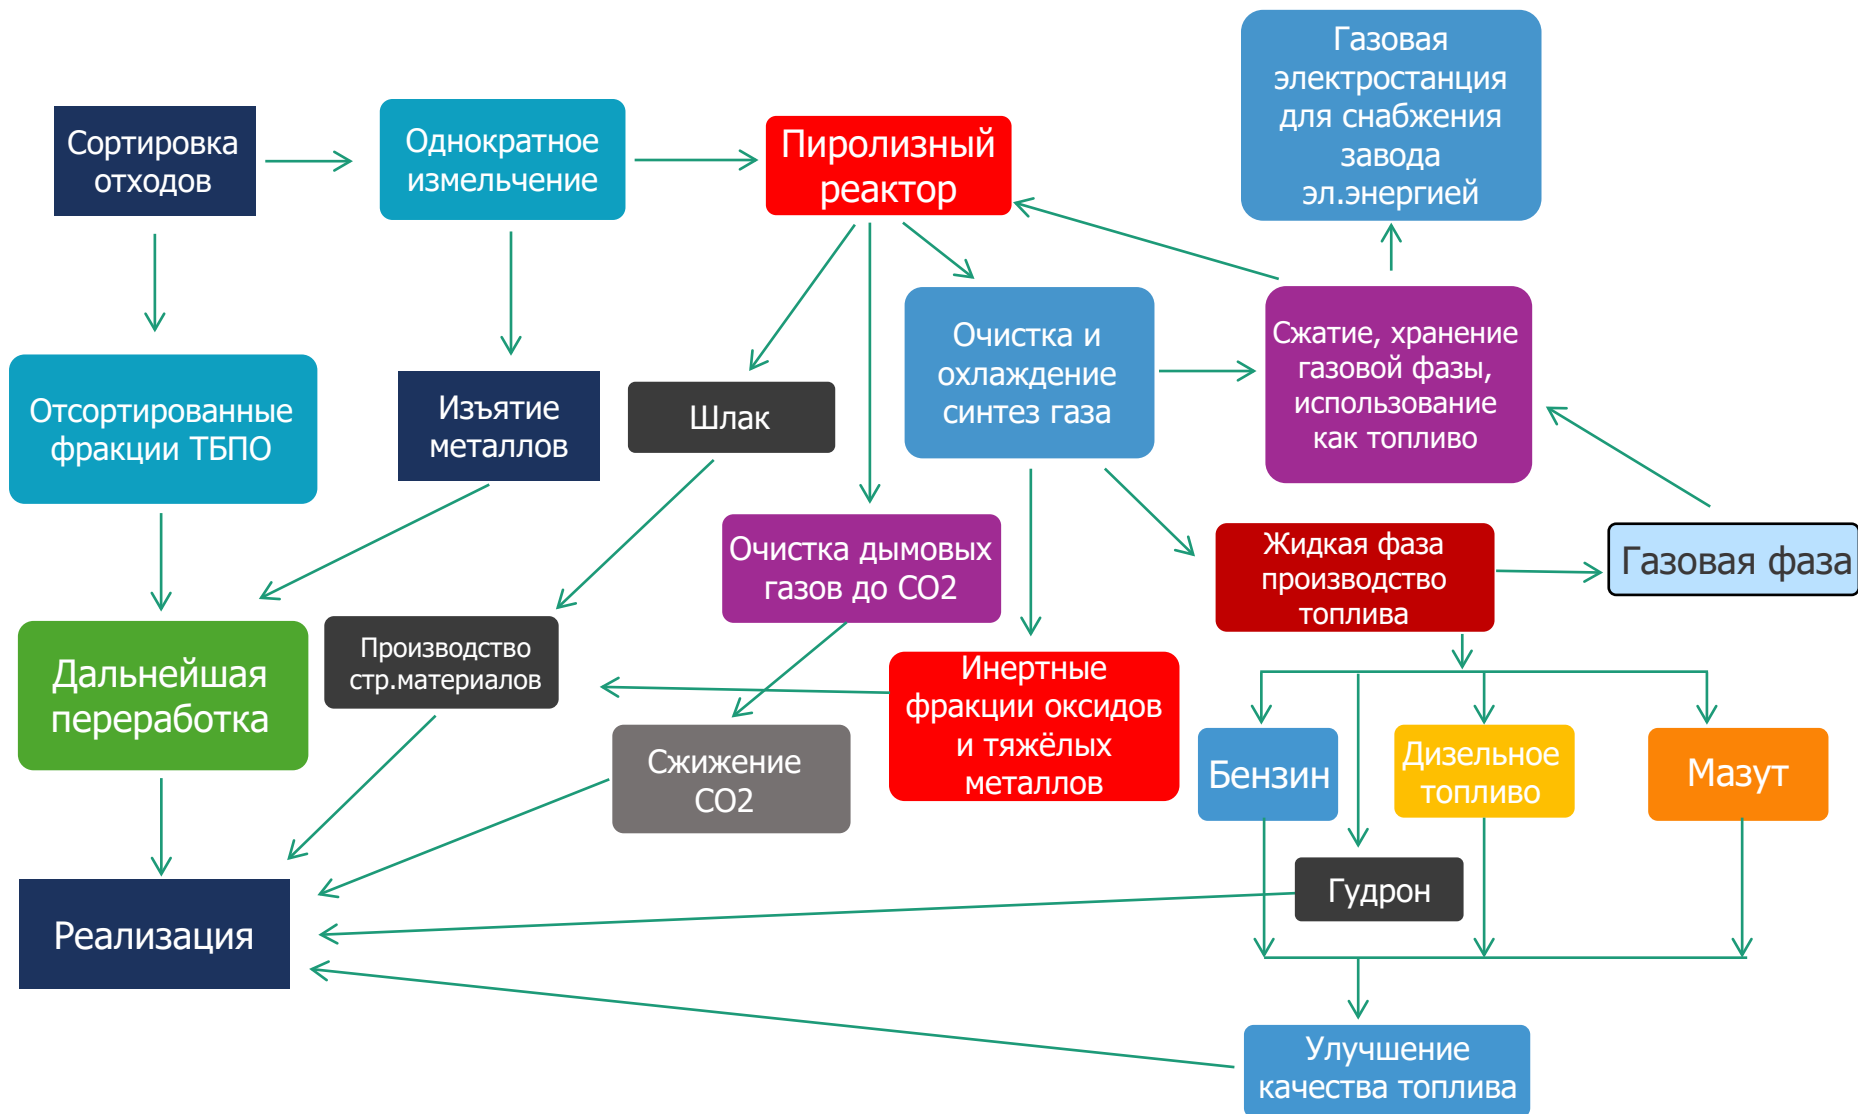 Газовая
электростанция
для снабжения
завода
эл.энергией
Сортировка
отходов
Однократное
измельчение
Пиролизный
реактор
Отсортированные
фракции ТБПО
Изъятие
металлов
Шлак
Очистка и
охлаждение
синтез газа
Сжатие, хранение
газовой фазы,
использование
как топливо
Очистка дымовых
газов до СО2
Жидкая фаза
производство
топлива
Газовая фаза
Дальнейшая
переработка
Производство
стр.материалов
Инертные
фракции оксидов
и тяжёлых
металлов
Сжижение
СО2
Бензин
Дизельное
топливо
Мазут
Гудрон
Реализация
Улучшение
качества топлива